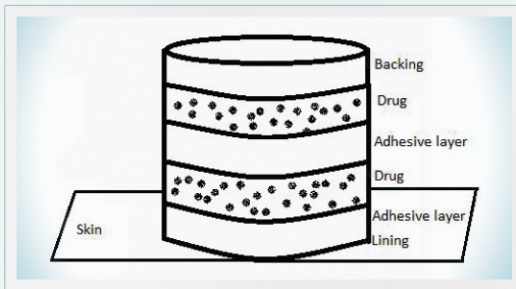 Backing
Drug
Adhesive layer
Drug
Adhesive layer
Skin
Lining